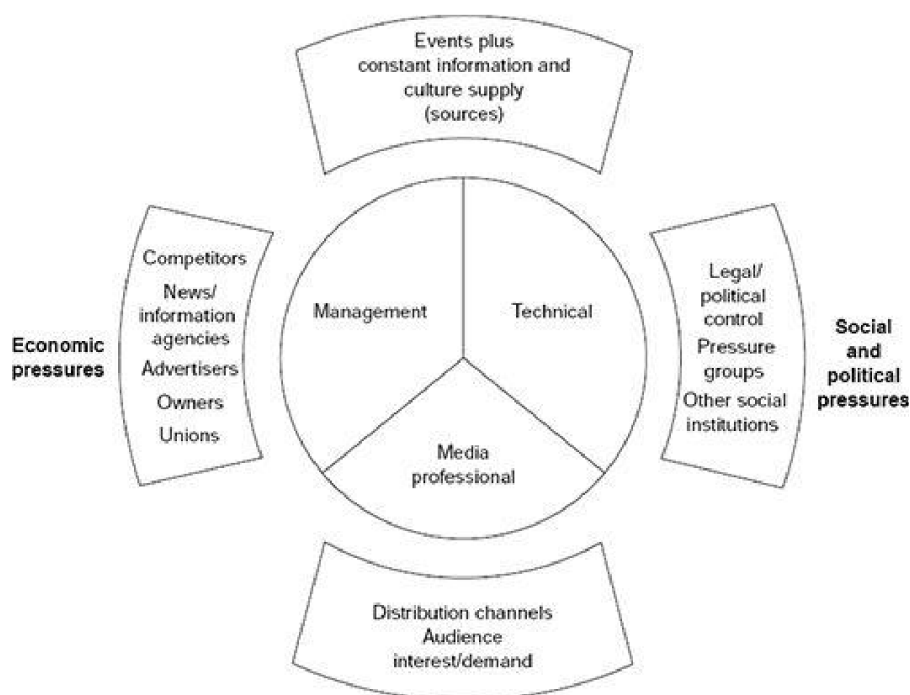 Events plus
constant information and
culture supply
(sources)
Economic
pressures
Competitors
News/
information
agencies
Advertisers
Owners
Unions
Management
Technical
Media
professional
Legal/
political
control
Pressure
groups
Other social
institutions
Social
and
political
pressures
Distribution channels
Audience
interest/demand